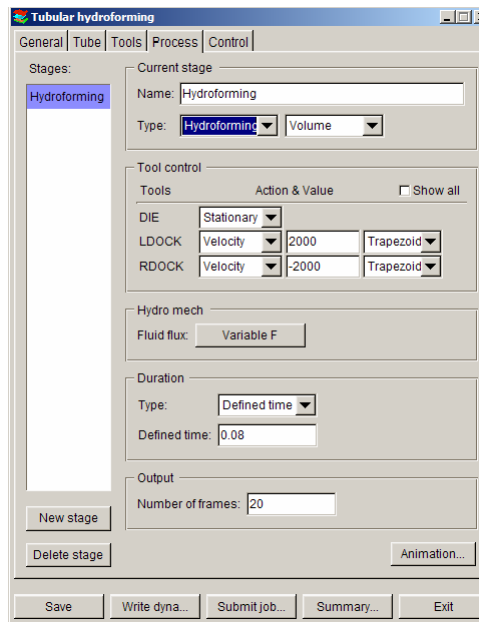 Tubular hydroforming
General Tube Tools Process Control
Stages:
Hydroforming
Current stage
Name: Hydroforming
Type: Hydroforming Volume
Tool control
Tools Action & Value Show all
DIE Stationary
LDOCK Velocity 2000 Trapezoid
RDOCK Velocity -2000 Trapezoid
Hydro mech
Fluid flux: Variable F
Duration
Type: Defined time
Defined time: 0.08
Output
Number of frames: 20
New stage
Delete stage Animation...
Save Write dyna... Submit job... Summary... Exit